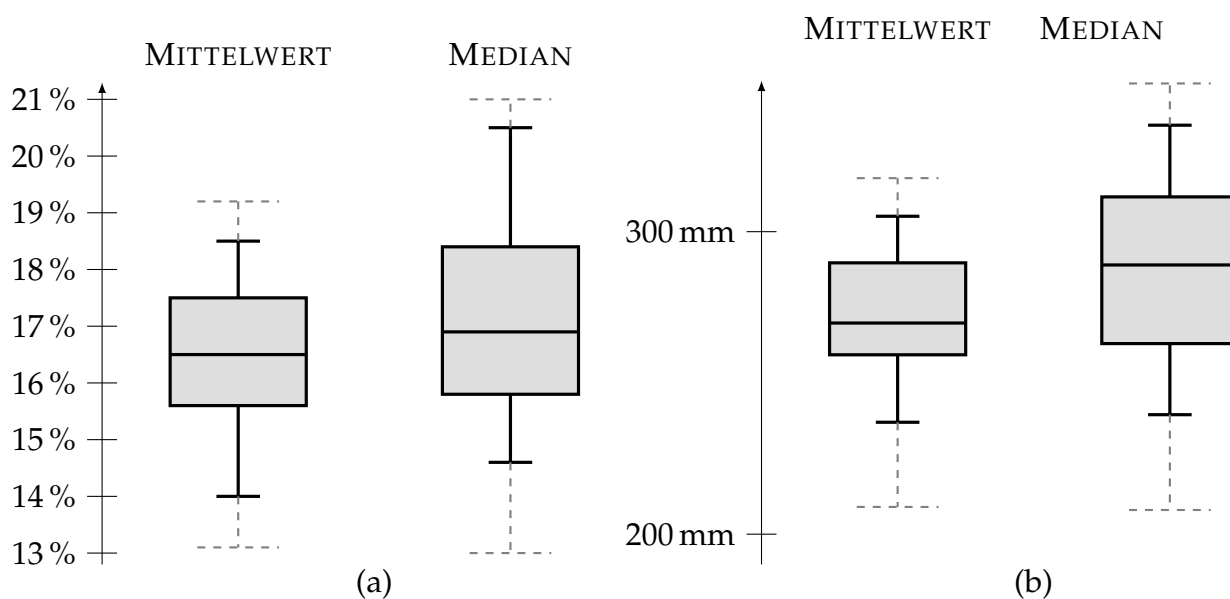 MITTELWERT MEDIAN
21 %
20 %
19 %
18 %
17 %
16 %
15 %
14 %
13 %
(a)
MITTELWERT MEDIAN
300 mm
200 mm
(b)